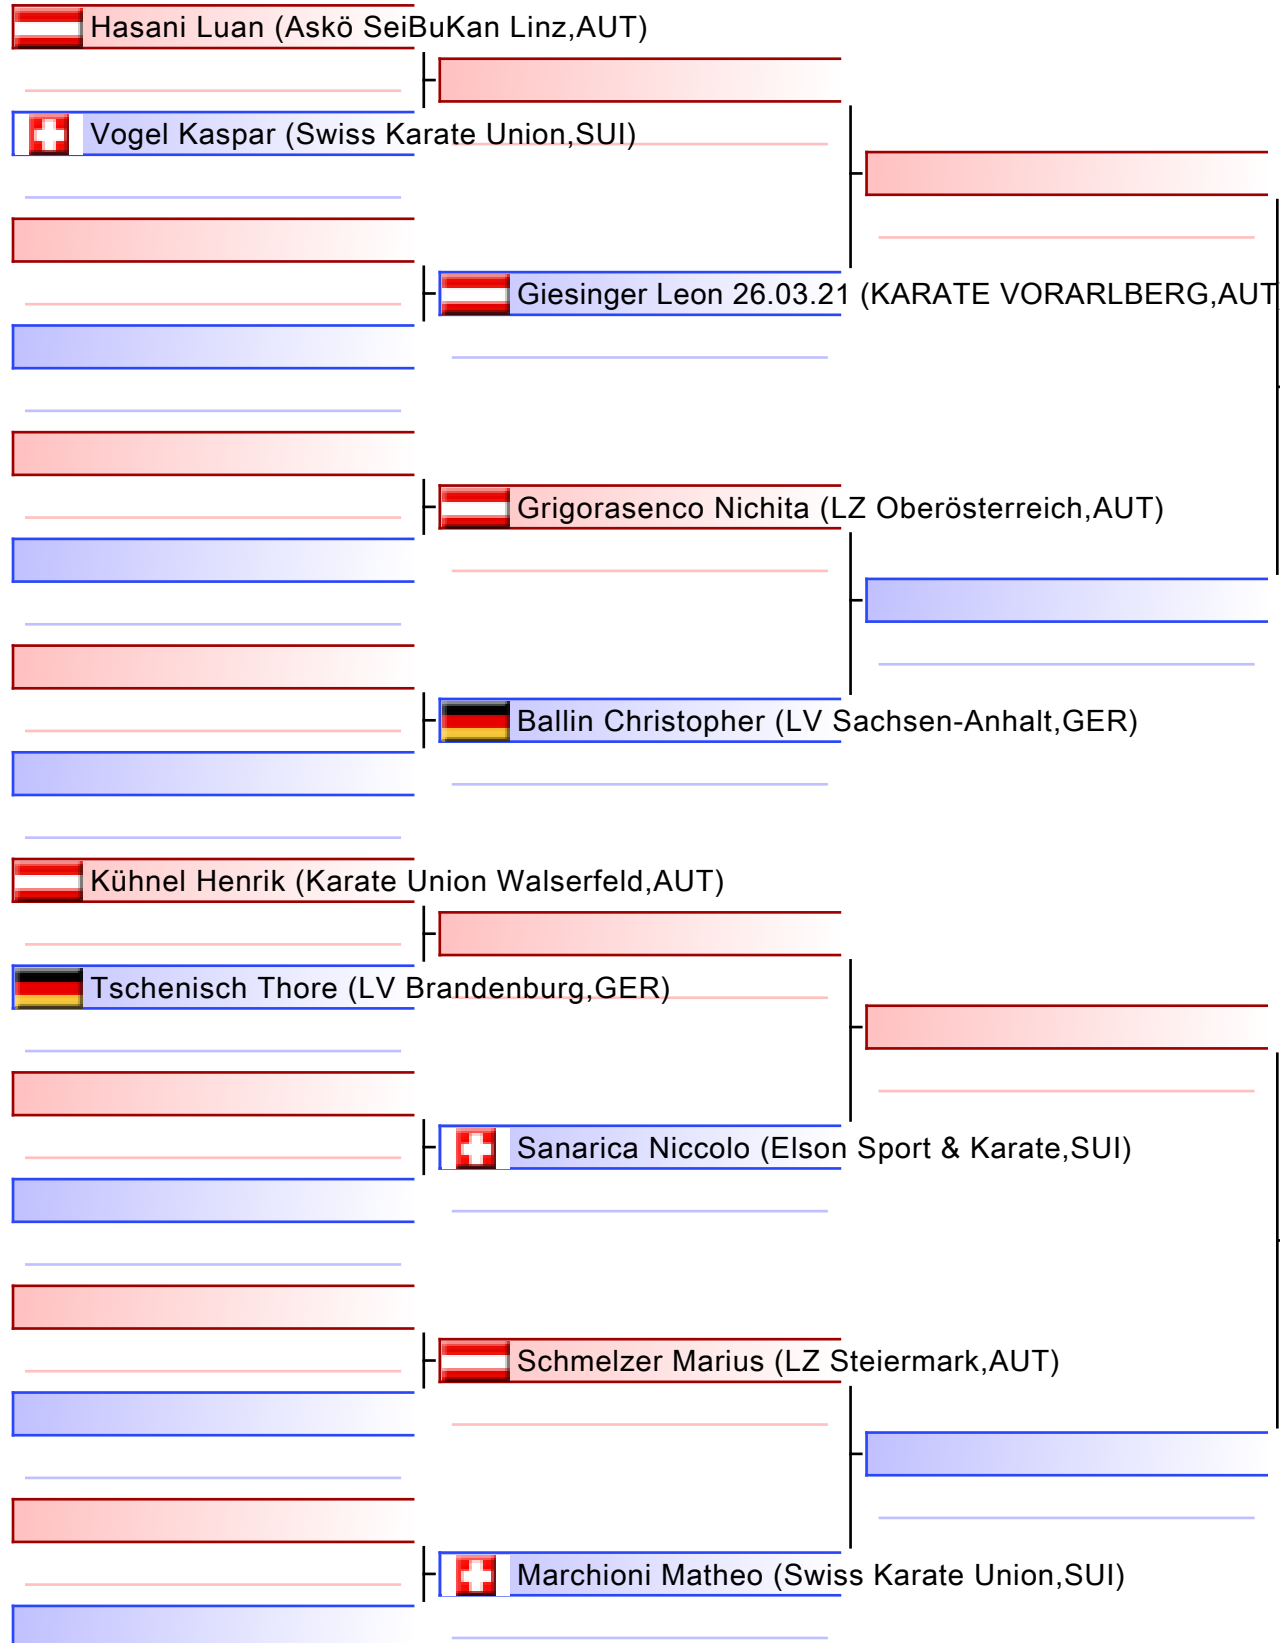 Hasani Luan (Askö SeiBuKan Linz,AUT)
Vogel Kaspar (Swiss Karate Union,SUI)
Giesinger Leon 26.03.21 (KARATE VORARLBERG,AUT
Grigorasenco Nichita (LZ Oberösterreich,AUT)
Ballin Christopher (LV Sachsen-Anhalt,GER)
Kühnel Henrik (Karate Union Walserfeld,AUT)
Tschenisch Thore (LV Brandenburg,GER)
Sanarica Niccolo (Elson Sport & Karate,SUI)
Schmelzer Marius (LZ Steiermark,AUT)
Marchioni Matheo (Swiss Karate Union,SUI)